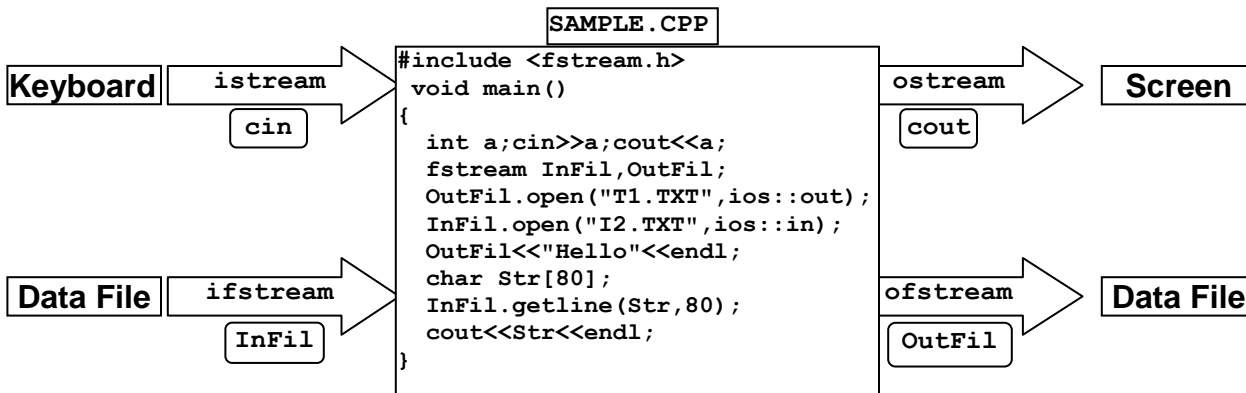 SAMPLE.CPP
Keyboard
istream
cin
Data File
ifstream
InFil
#include <fstream.h>
void main()
{
int a;cin>>a;cout<<a;
fstream InFil,OutFil;
OutFil.open("T1.TXT",ios::out);
InFil.open("I2.TXT",ios::in);
OutFil<<"Hello"<<endl;
char Str[80];
InFil.getline(Str,80);
cout<<Str<<endl;
}
ostream
cout
Screen
ofstream
OutFil
Data File